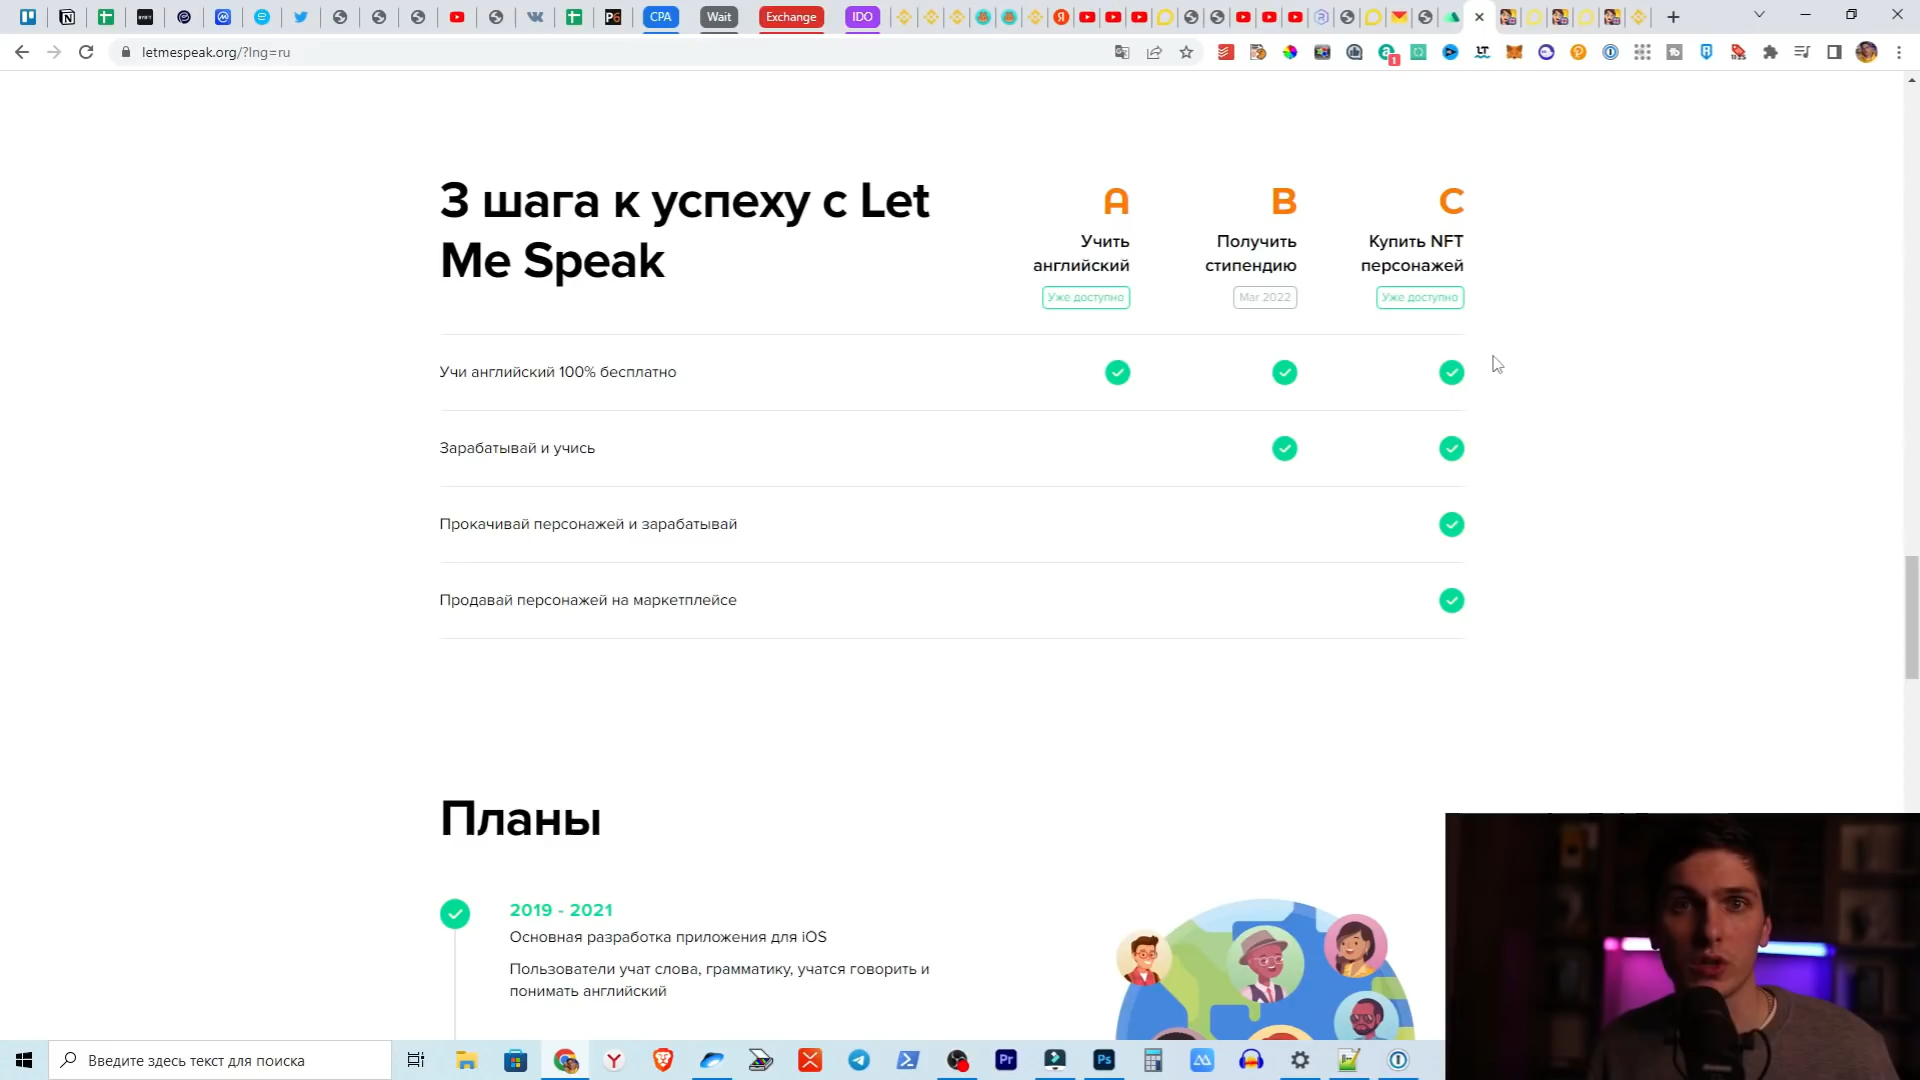 CPA
Wait
Exchange
IDO
letmespeak.org/?lng=ru
1
3 шага к успеху с Let
Me Speak
A
Учить
английский
Уже доступно
B
Получить
стипендию
Mar 2022
C
Купить NFT
персонажей
Уже доступно
Учи английский 100% бесплатно
Зарабатывай и учись
Прокачивай персонажей и зарабатывай
Продавай персонажей на маркетплейсе
Планы
2019 - 2021
Основная разработка приложения для iOS
Пользователи учат слова, грамматику, учатся говорить и
понимать английский
Введите здесь текст для поиска
Pr
Ps